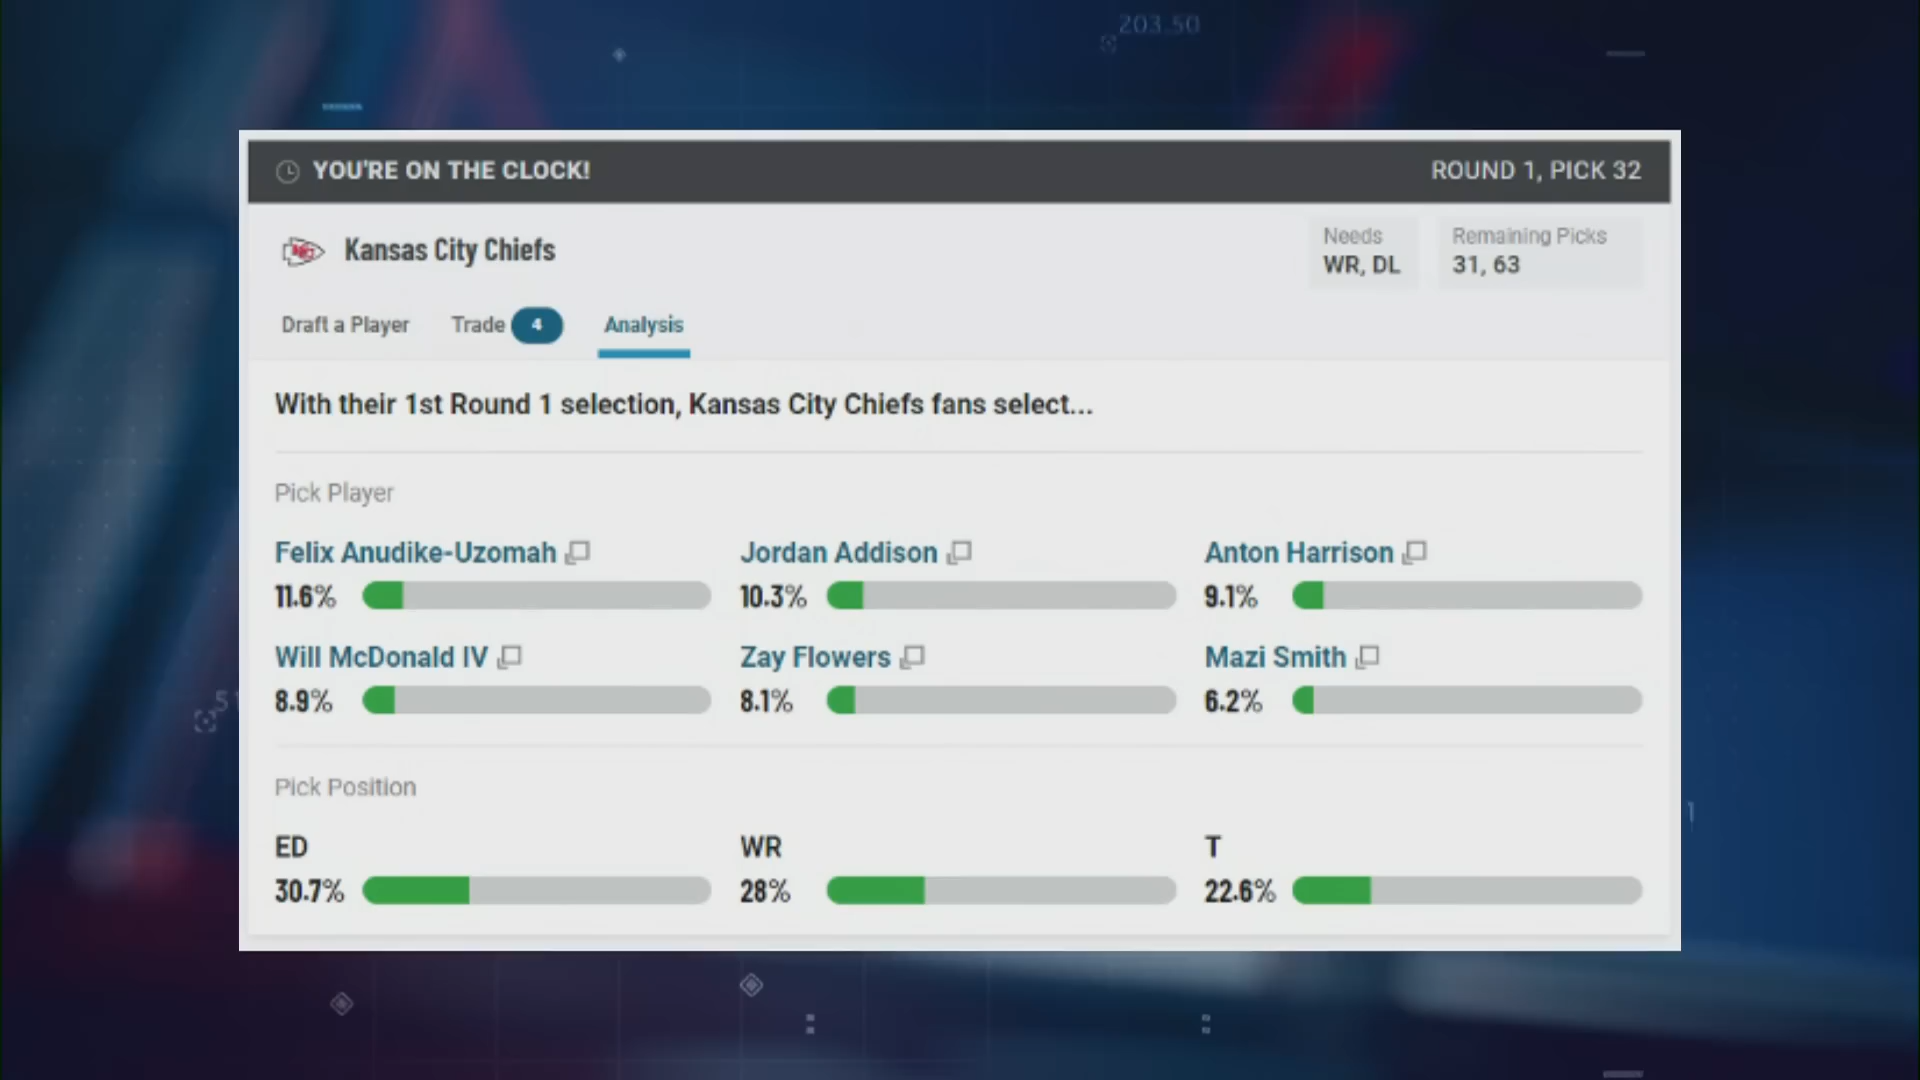 203.50
YOU'RE ON THE CLOCK!
ROUND 1, PICK 32
Kansas City Chiefs
Needs
WR, DL
Remaining Picks
31, 63
Draft a Player
Trade 4
Analysis
With their 1st Round 1 selection, Kansas City Chiefs fans select...
Pick Player
Felix Anudike-Uzomah
11.6%
Jordan Addison
10.3%
Anton Harrison
9.1%
Will McDonald IV
8.9%
Zay Flowers
8.1%
Mazi Smith
6.2%
Pick Position
ED
30.7%
WR
28%
T
22.6%